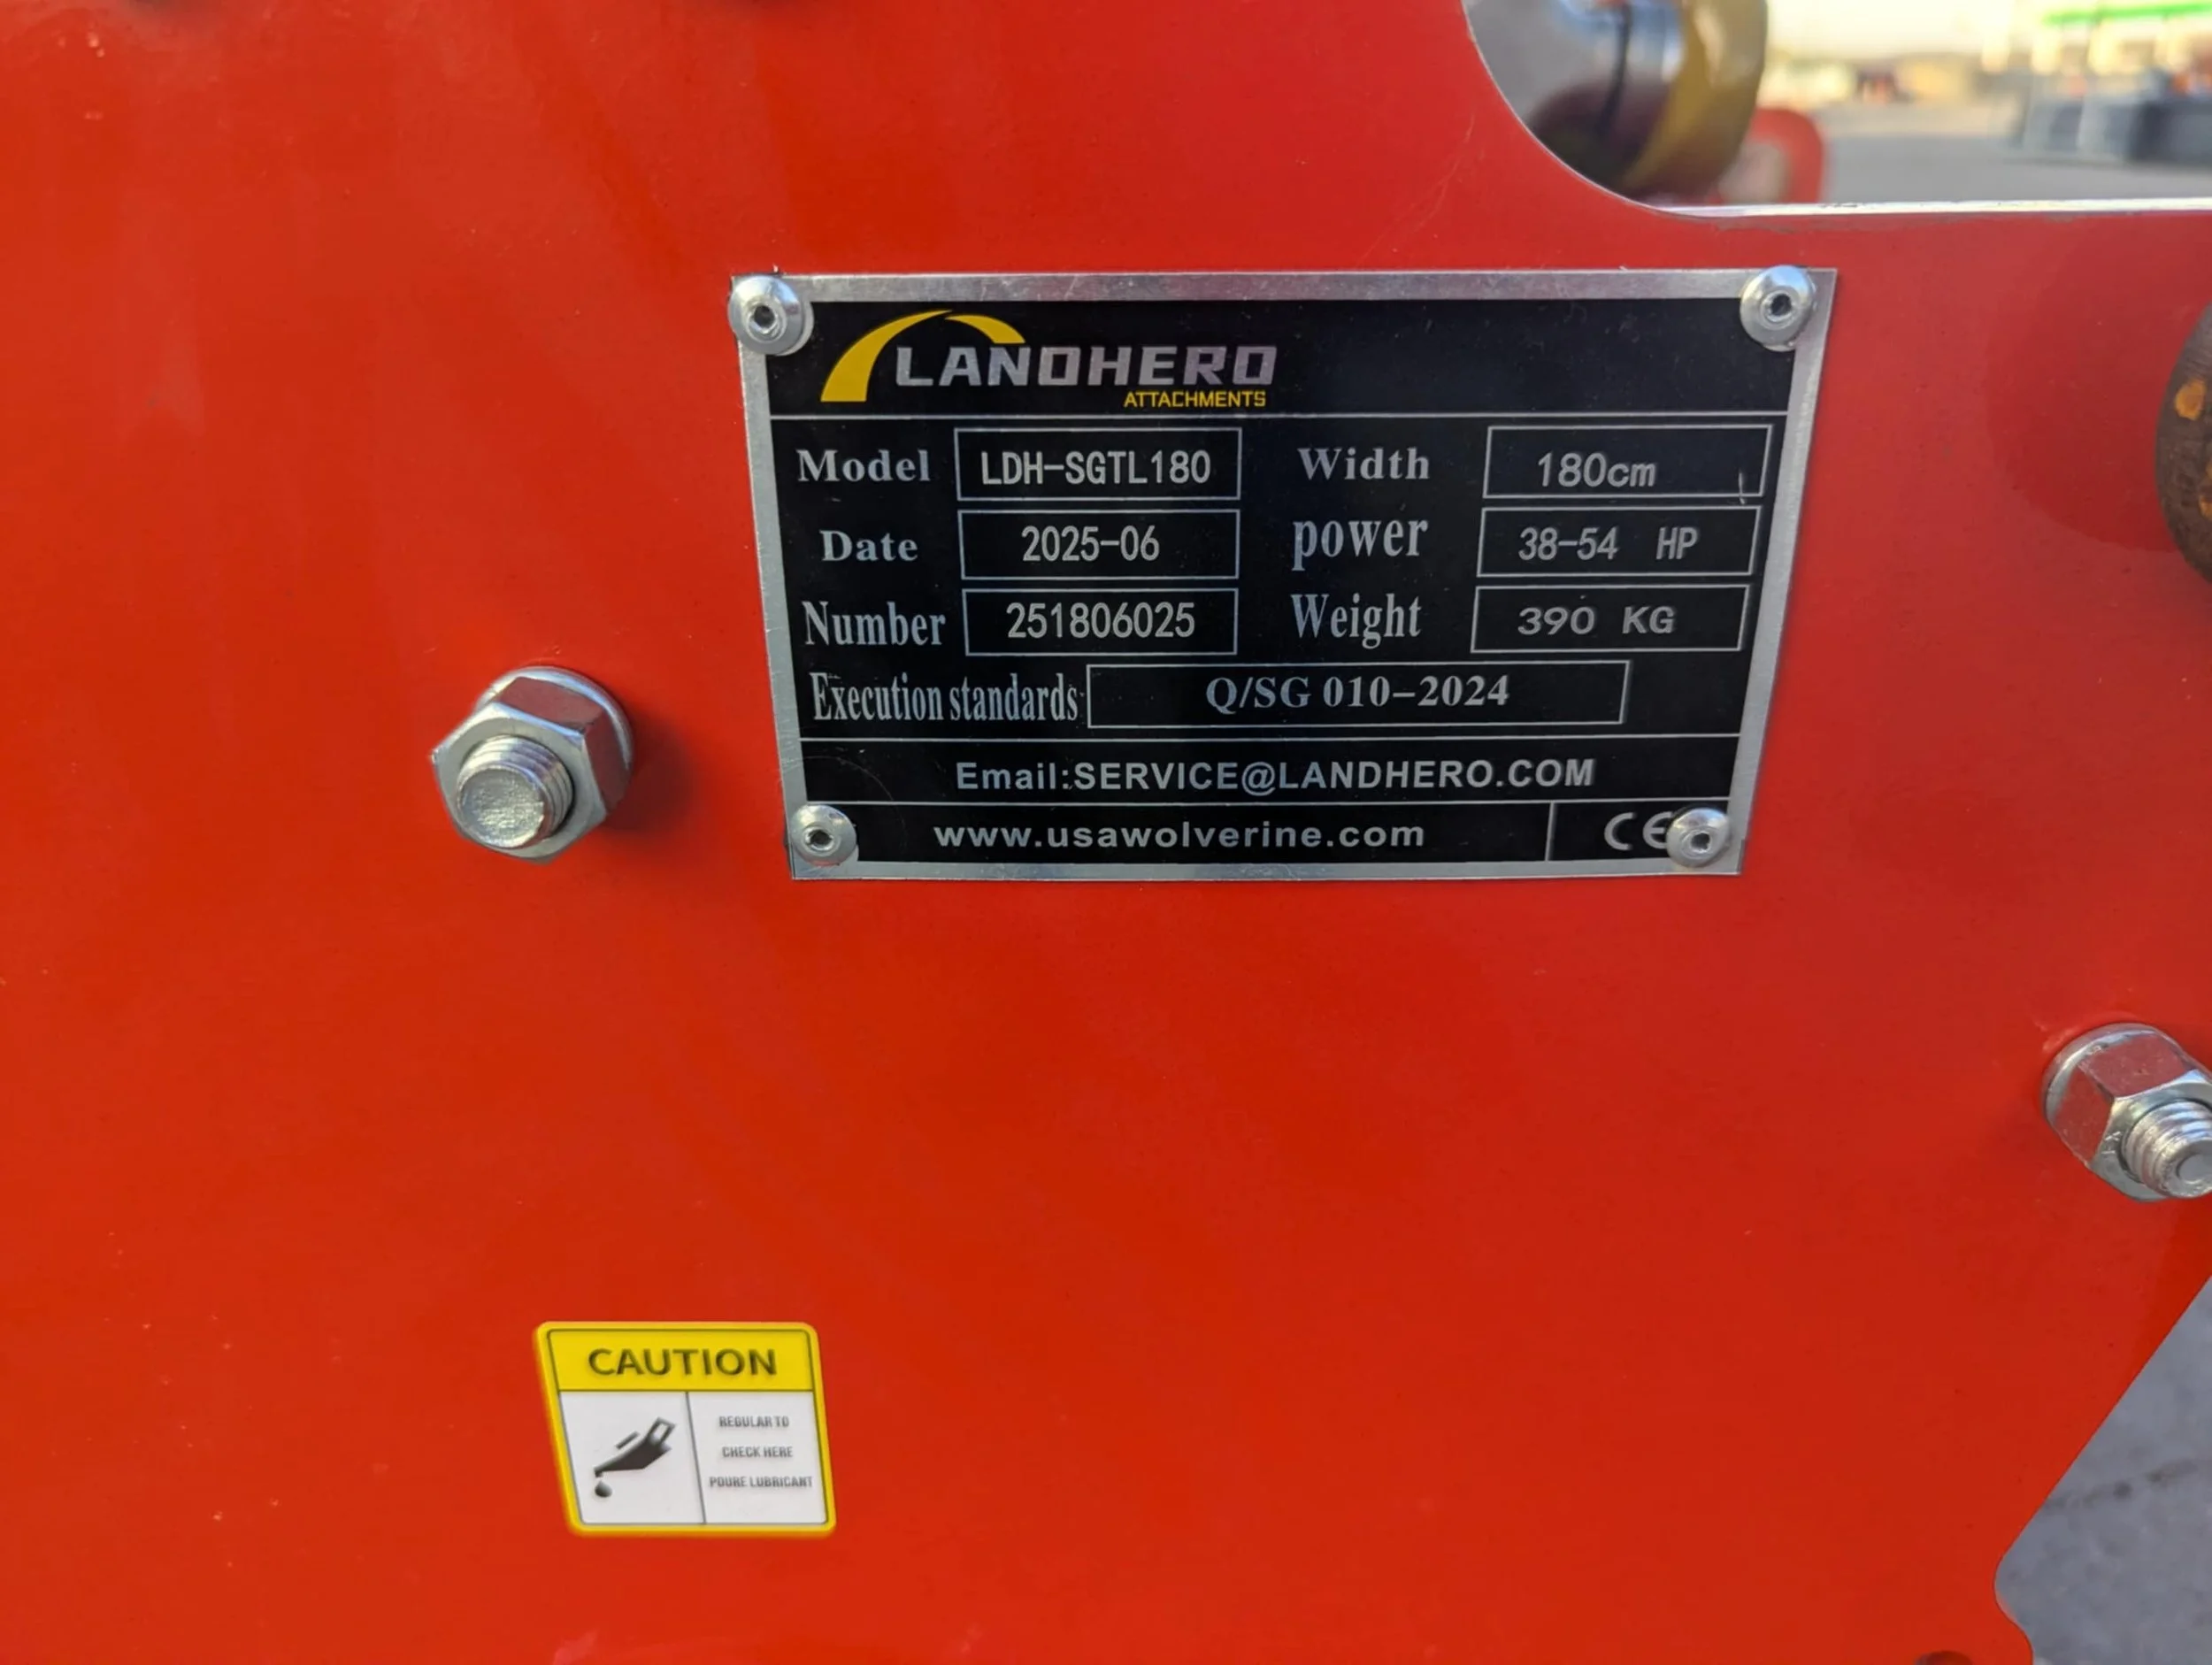 LANDHERO
ATTACHMENTS
Model LDH-SGTL180 Width 180cm
Date 2025-06 power 38-54 HP
Number 251806025 Weight 390 KG
Execution standards Q/SG 010-2024
Email:SERVICE@LANDHERO.COM
www.usawolverine.com CE
CAUTION
REGULAR TO
CHECK HERE
POURE LUBRICANT